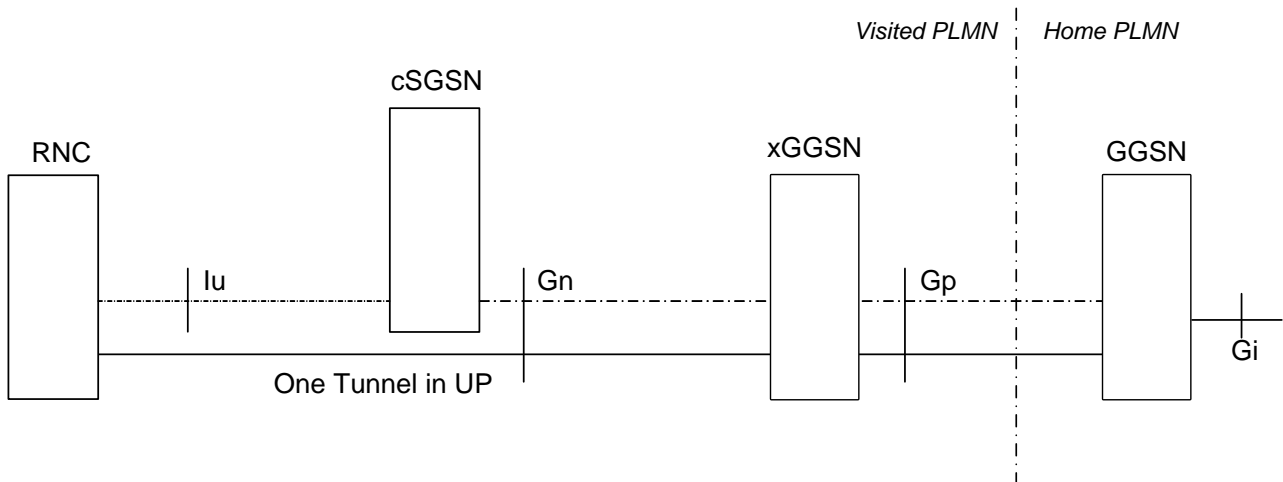 Visited PLMN
Home PLMN
cSGSN
RNC
xGGSN
GGSN
Iu
Gn
Gp
Gi
One Tunnel in UP